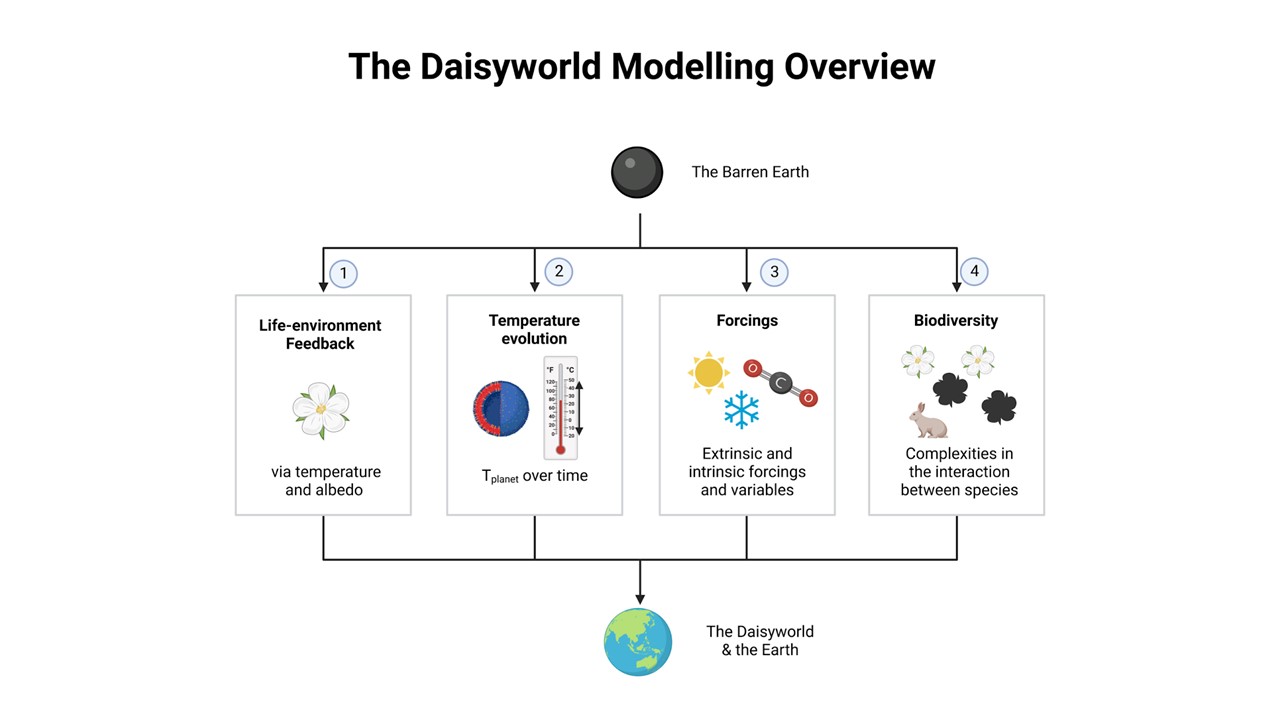 The Daisyworld Modelling Overview
The Barren Earth
1
2
3
4
Life-environment
Feedback
via temperature
and albedo
Temperature
evolution
°F °C
120
100
80
60
40
20
0
50
40
30
20
10
0
10
20
Tplanet over time
Forcings
O C O
Extrinsic and
intrinsic forcings
and variables
Biodiversity
Complexities in
the interaction
between species
The Daisyworld
& the Earth